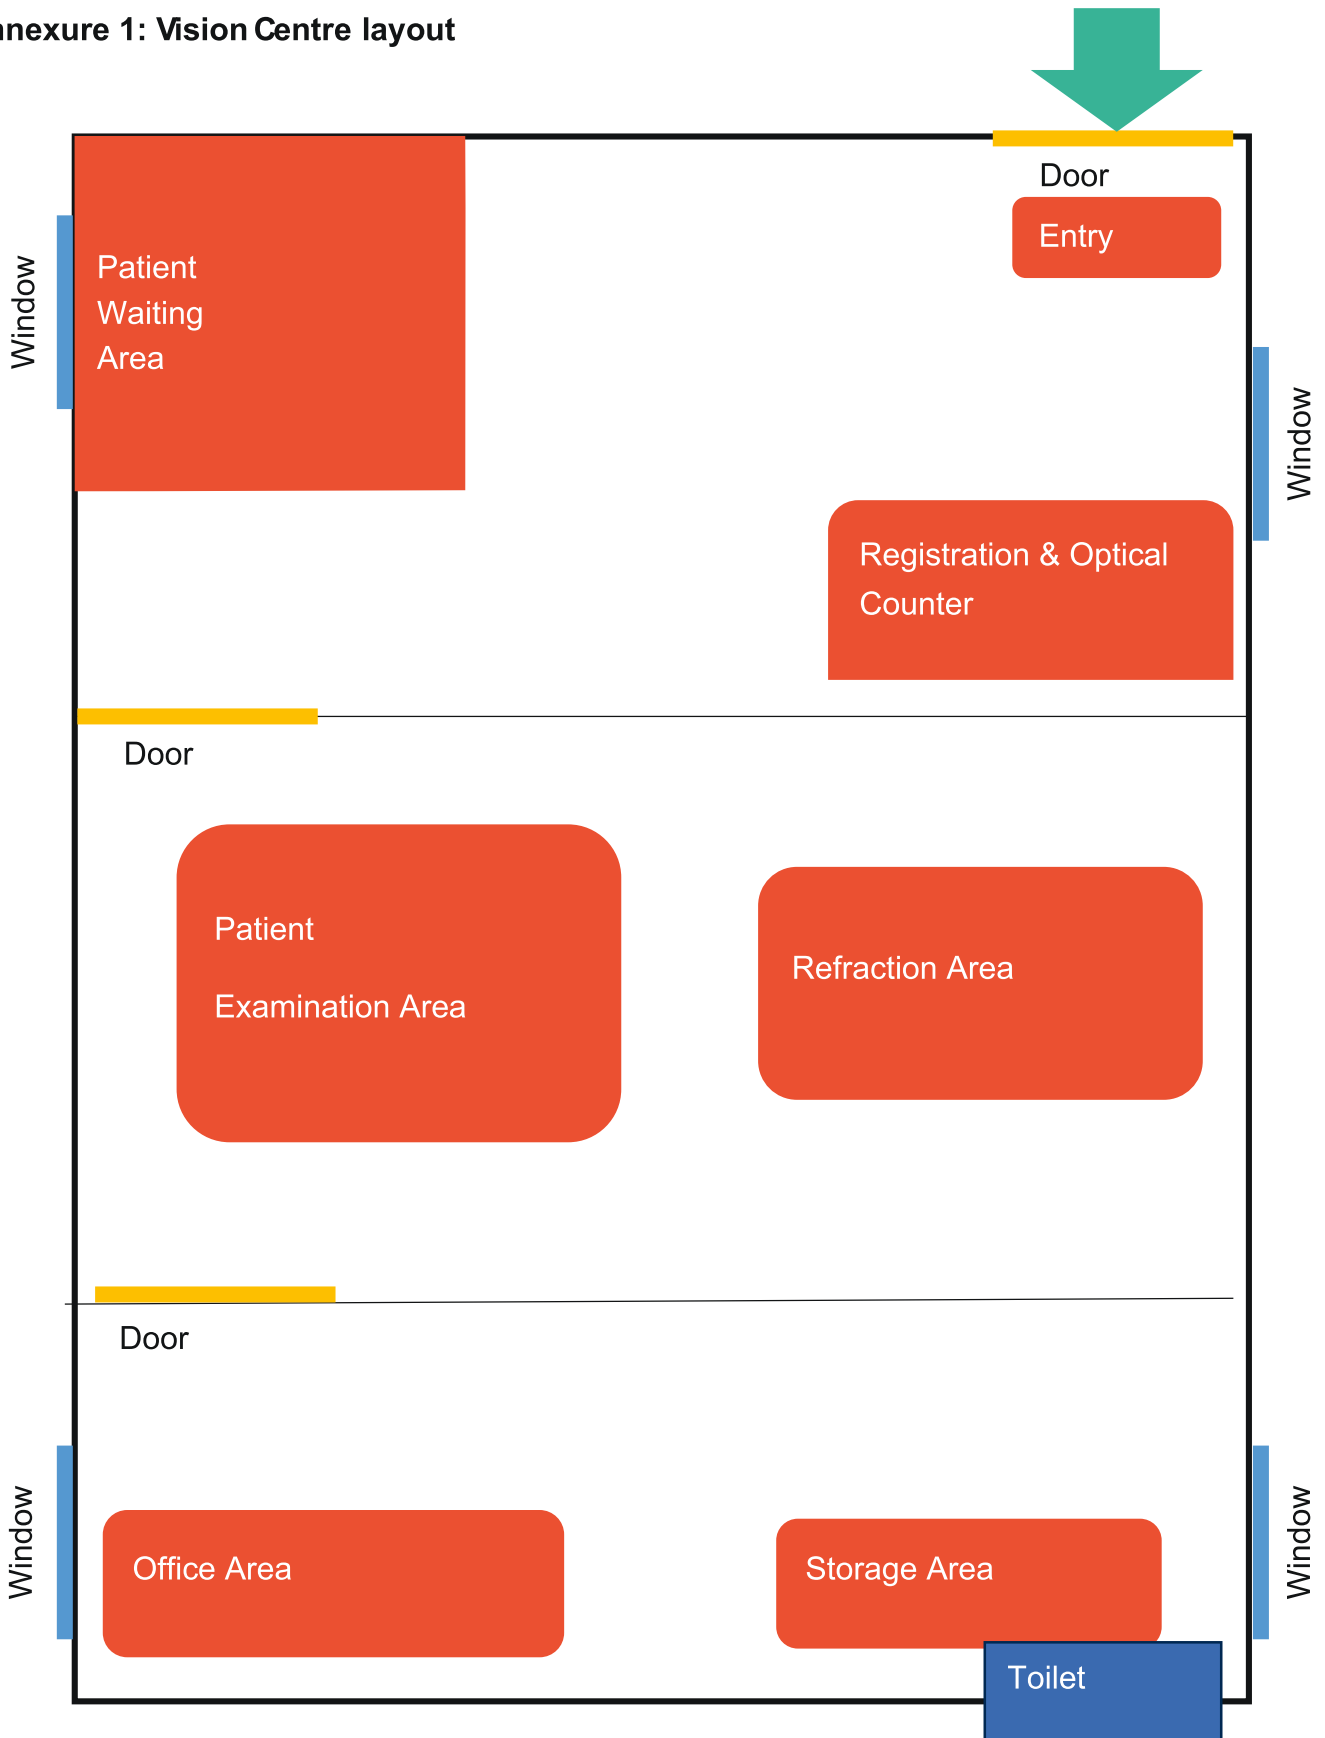 nnexure 1: Vision Centre layout
Door
Entry
Patient
Waiting
Area
Window
Window
Registration & Optical
Counter
Door
Patient
Examination Area
Refraction Area
Door
Window
Office Area
Storage Area
Window
Toilet